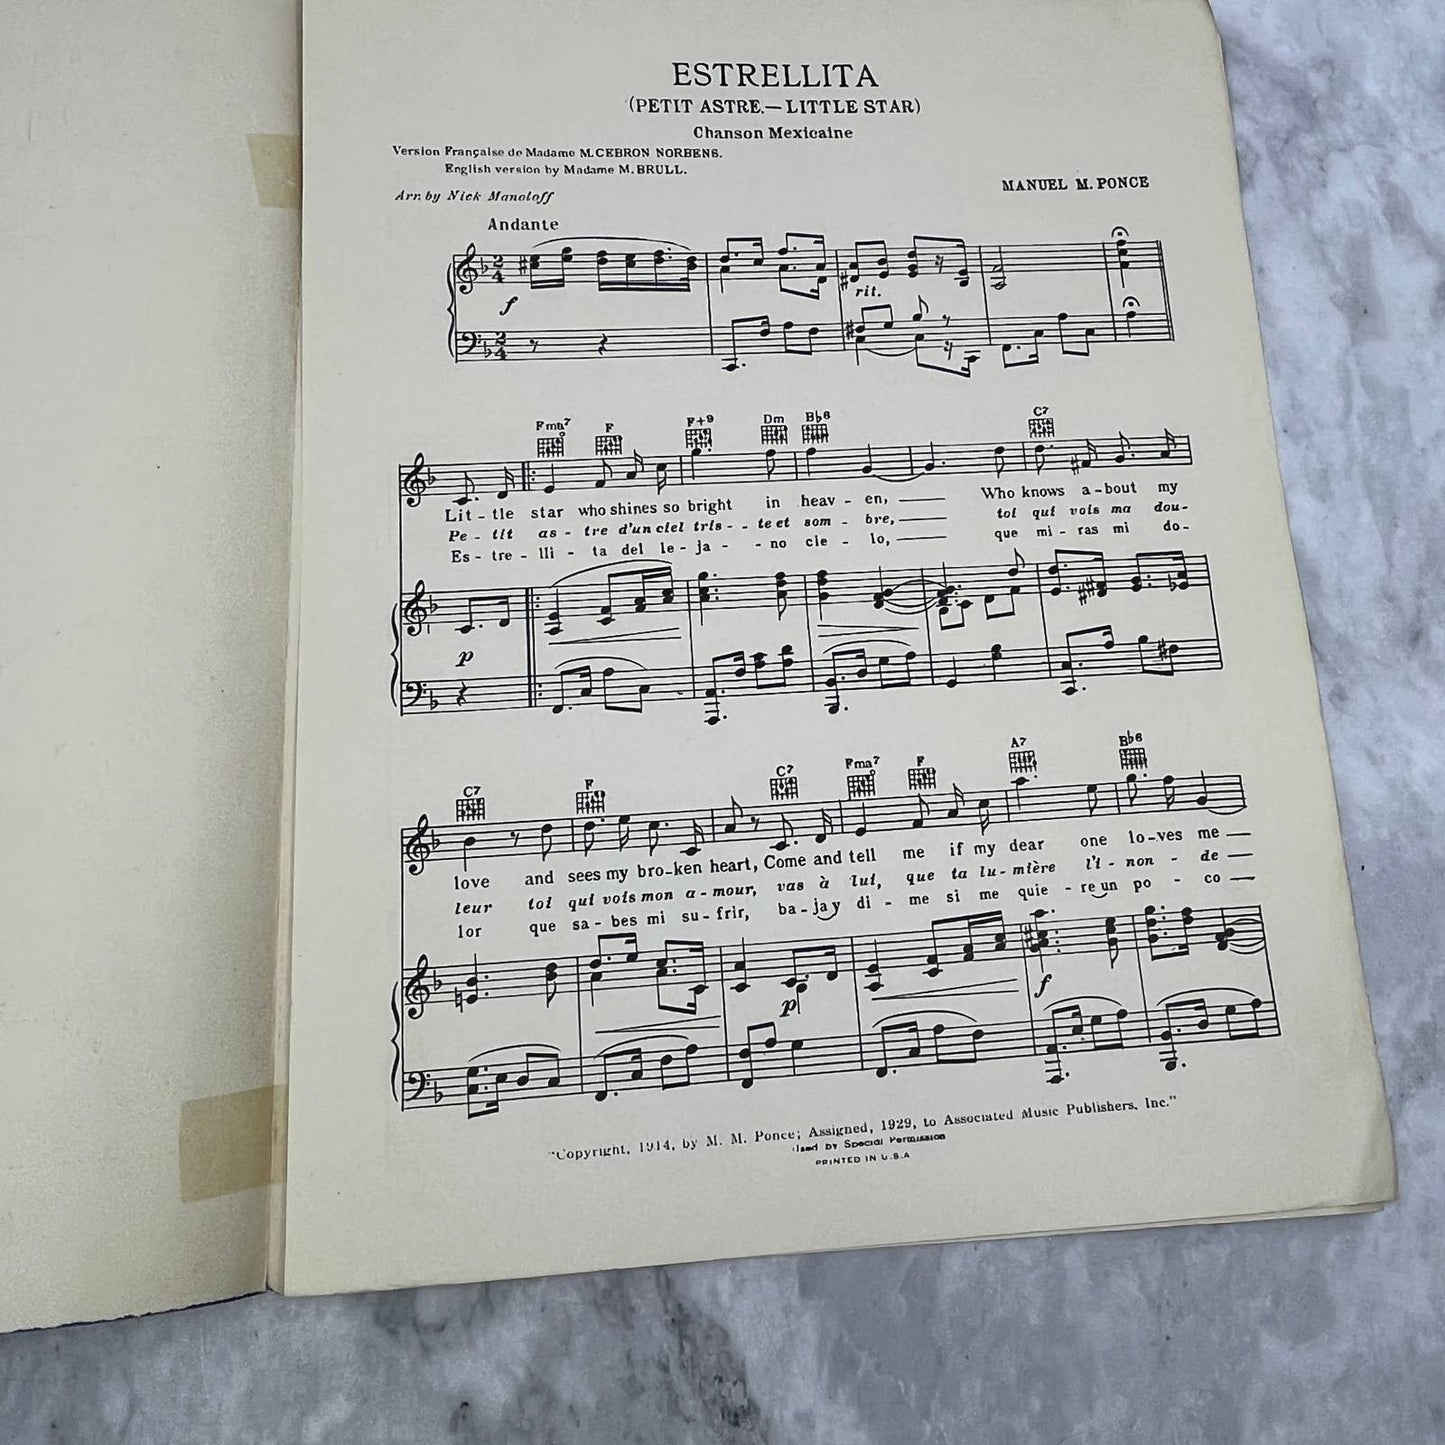 ESTRELLITA
(PETIT ASTRE.—LITTLE STAR)
Chanson Mexicaine
Version Française de Madame M. CEBRON NORBENS.
English version by Madame M. BRULL.
MANUEL M. PONCE
Arr. by Nick Manoloff
Andante
2 4
f
rit.
2 4
Fma7 F F+9 Dm Bb6 C7
Lit - tle star who shines so bright in heav - en, Who knows a - bout my
Pe - tit as - tre d'un ciel tris - te et som - bre, toi qui vois ma dou-
Es - tre - lli - ta del le - ja - no cie - lo, que mi - ras mi do-
p
C7 F C7 Fma7 F A7 Bb6
love and sees my bro-ken heart, Come and tell me if my dear one lo-ves me
leur toi qui vois mon a-mour, vas à lui, que ta lu-mière l'i-non - de
lor que sa-bes mi su-frir, ba-ja y di-me si me quie-re un po - co
p
f
"Copyright, 1914, by M. M. Ponce; Assigned, 1929, to Associated Music Publishers, Inc."
Used by Special Permission
PRINTED IN U.S.A